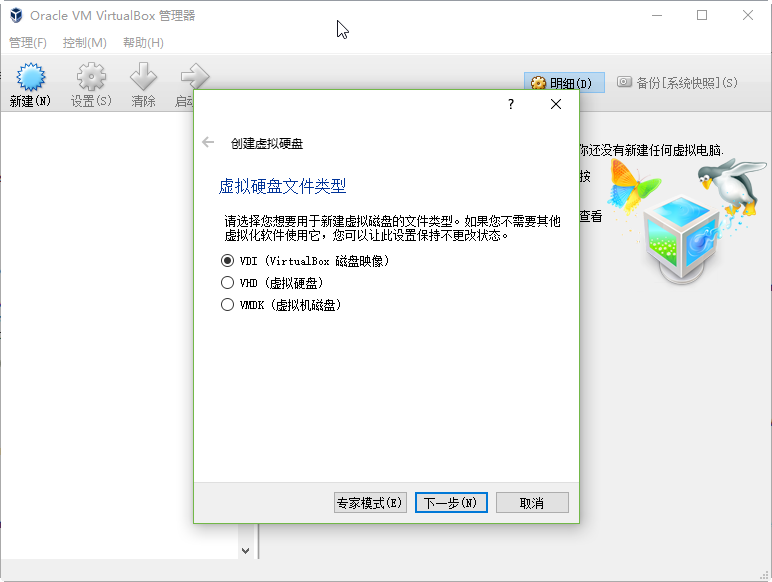 Oracle VM VirtualBox 管理器
管理(F) 控制(M) 帮助(H)
新建(N) 设置(S) 清除 启动
明细(D) 备份[系统快照](S)
你还没有新建任何虚拟电脑.
按
查看
?
创建虚拟硬盘
虚拟硬盘文件类型
请选择您想要用于新建虚拟磁盘的文件类型。如果您不需要其他
虚拟化软件使用它，您可以让此设置保持不更改状态。
VDI (VirtualBox 磁盘映像)
VHD (虚拟硬盘)
VMDK (虚拟机磁盘)
专家模式(E) 下一步(N) 取消